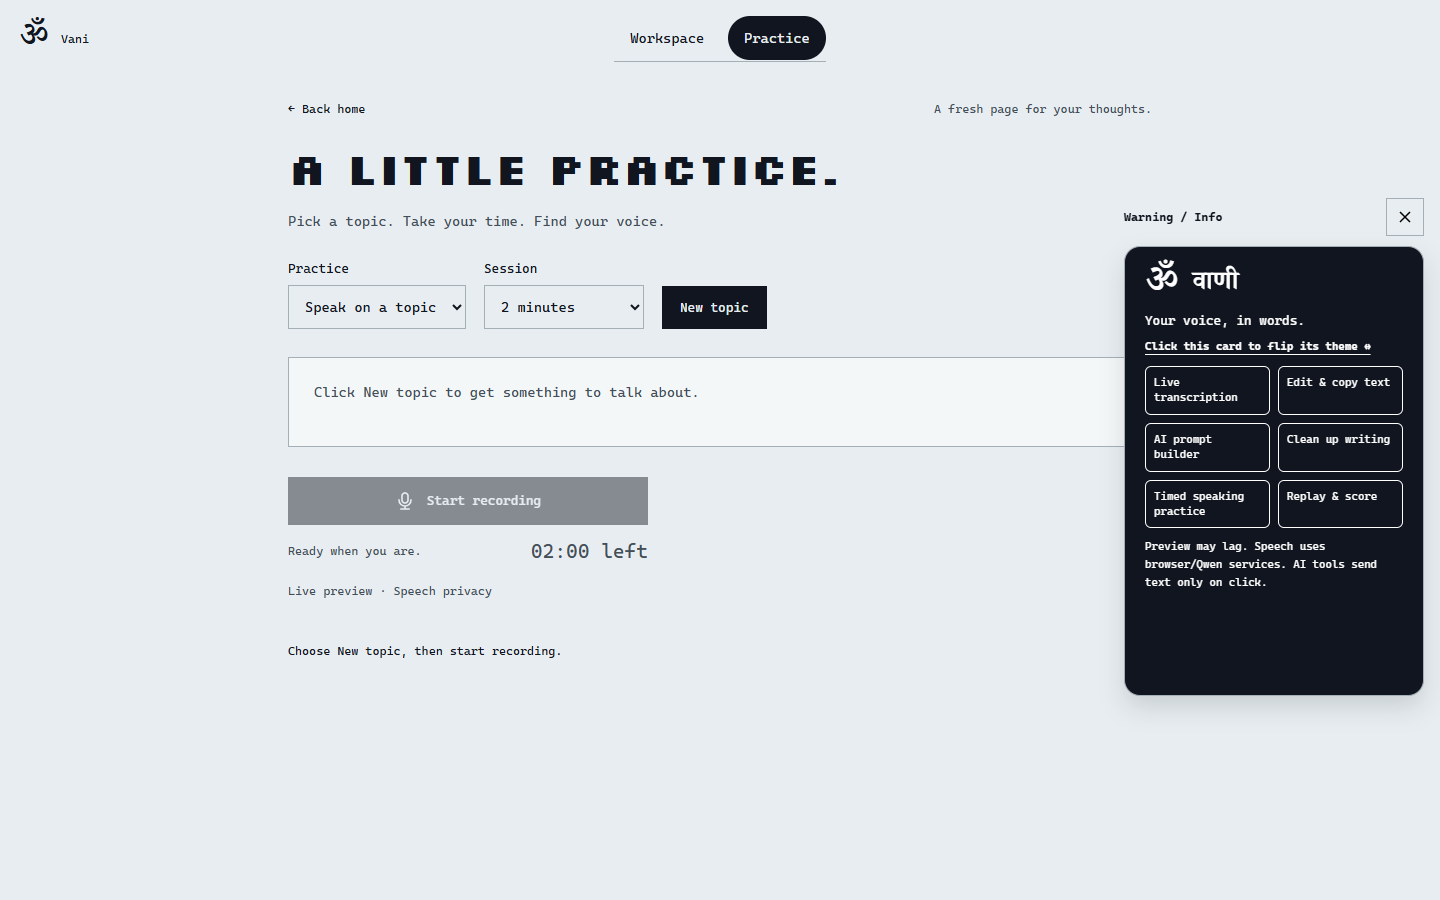 ॐ Vani
Workspace
Practice
← Back home
A fresh page for your thoughts.
A LITTLE PRACTICE.
Pick a topic. Take your time. Find your voice.
Practice
Session
Speak on a topic
2 minutes
New topic
Click New topic to get something to talk about.
Start recording
Ready when you are.
02:00 left
Live preview · Speech privacy
Choose New topic, then start recording.
Warning / Info
ॐ वाणी
Your voice, in words.
Click this card to flip its theme
Live
transcription
Edit & copy text
AI prompt
builder
Clean up writing
Timed speaking
practice
Replay & score
Preview may lag. Speech uses
browser/Qwen services. AI tools send
text only on click.